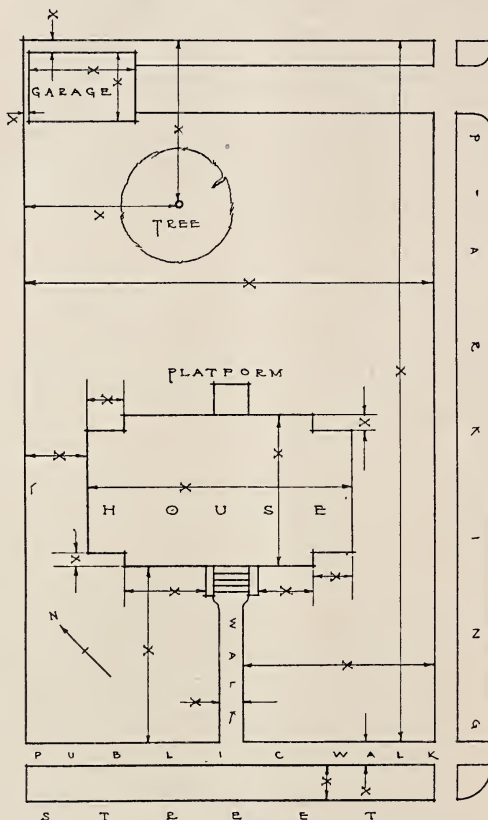 GARAGE
TREE
PARKING
PLATFORM
HOUSE
N
WALK
PUBLIC WALK
STREET